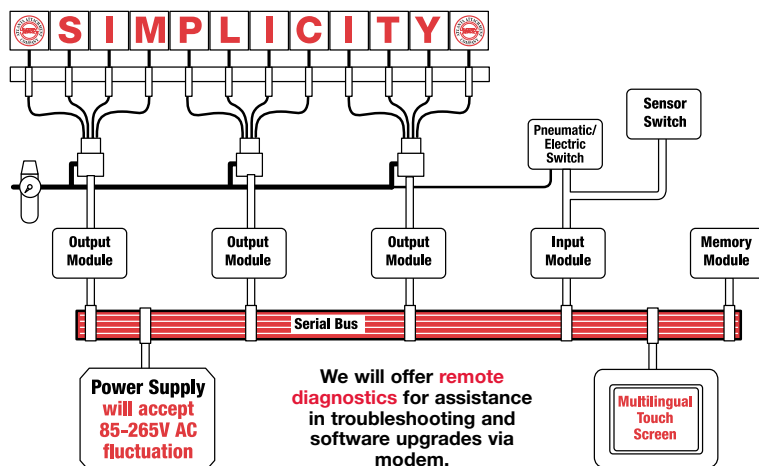 SIMPLICITY
Sensor
Switch
Pneumatic/
Electric
Switch
Output
Module
Output
Module
Output
Module
Input
Module
Memory
Module
Serial Bus
Power Supply
will accept
85-265V AC
fluctuation
We will offer remote
diagnostics for assistance
in troubleshooting and
software upgrades via
modem.
Multilingual
Touch
Screen